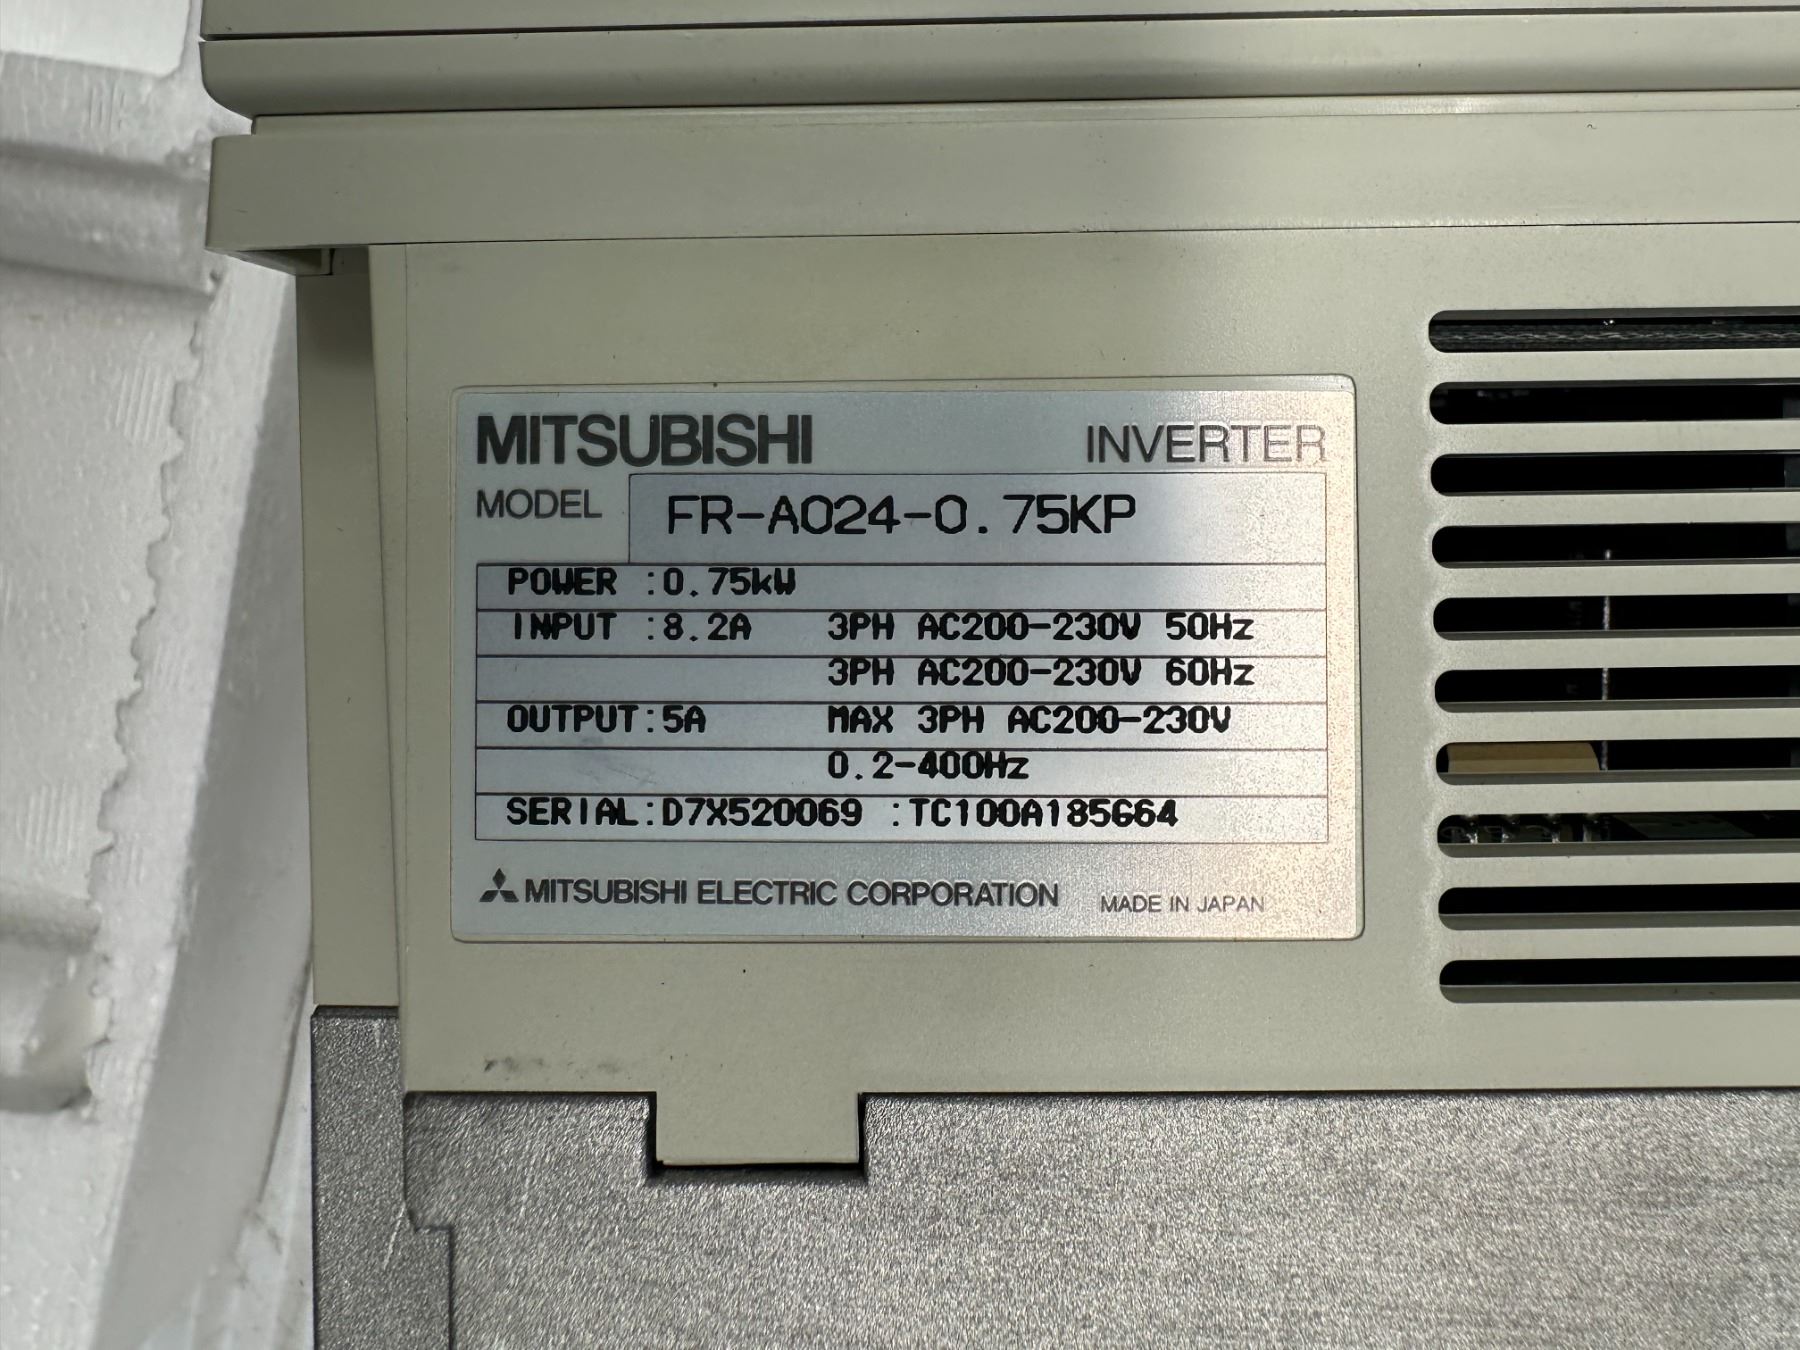 MITSUBISHI INVERTER
MODEL FR-A024-0.75KP
POWER :0.75kW
INPUT :8.2A 3PH AC200-230V 50Hz
3PH AC200-230V 60Hz
OUTPUT:5A MAX 3PH AC200-230V
0.2-400Hz
SERIAL:D7X520069 :TC100A185G64
MITSUBISHI ELECTRIC CORPORATION MADE IN JAPAN